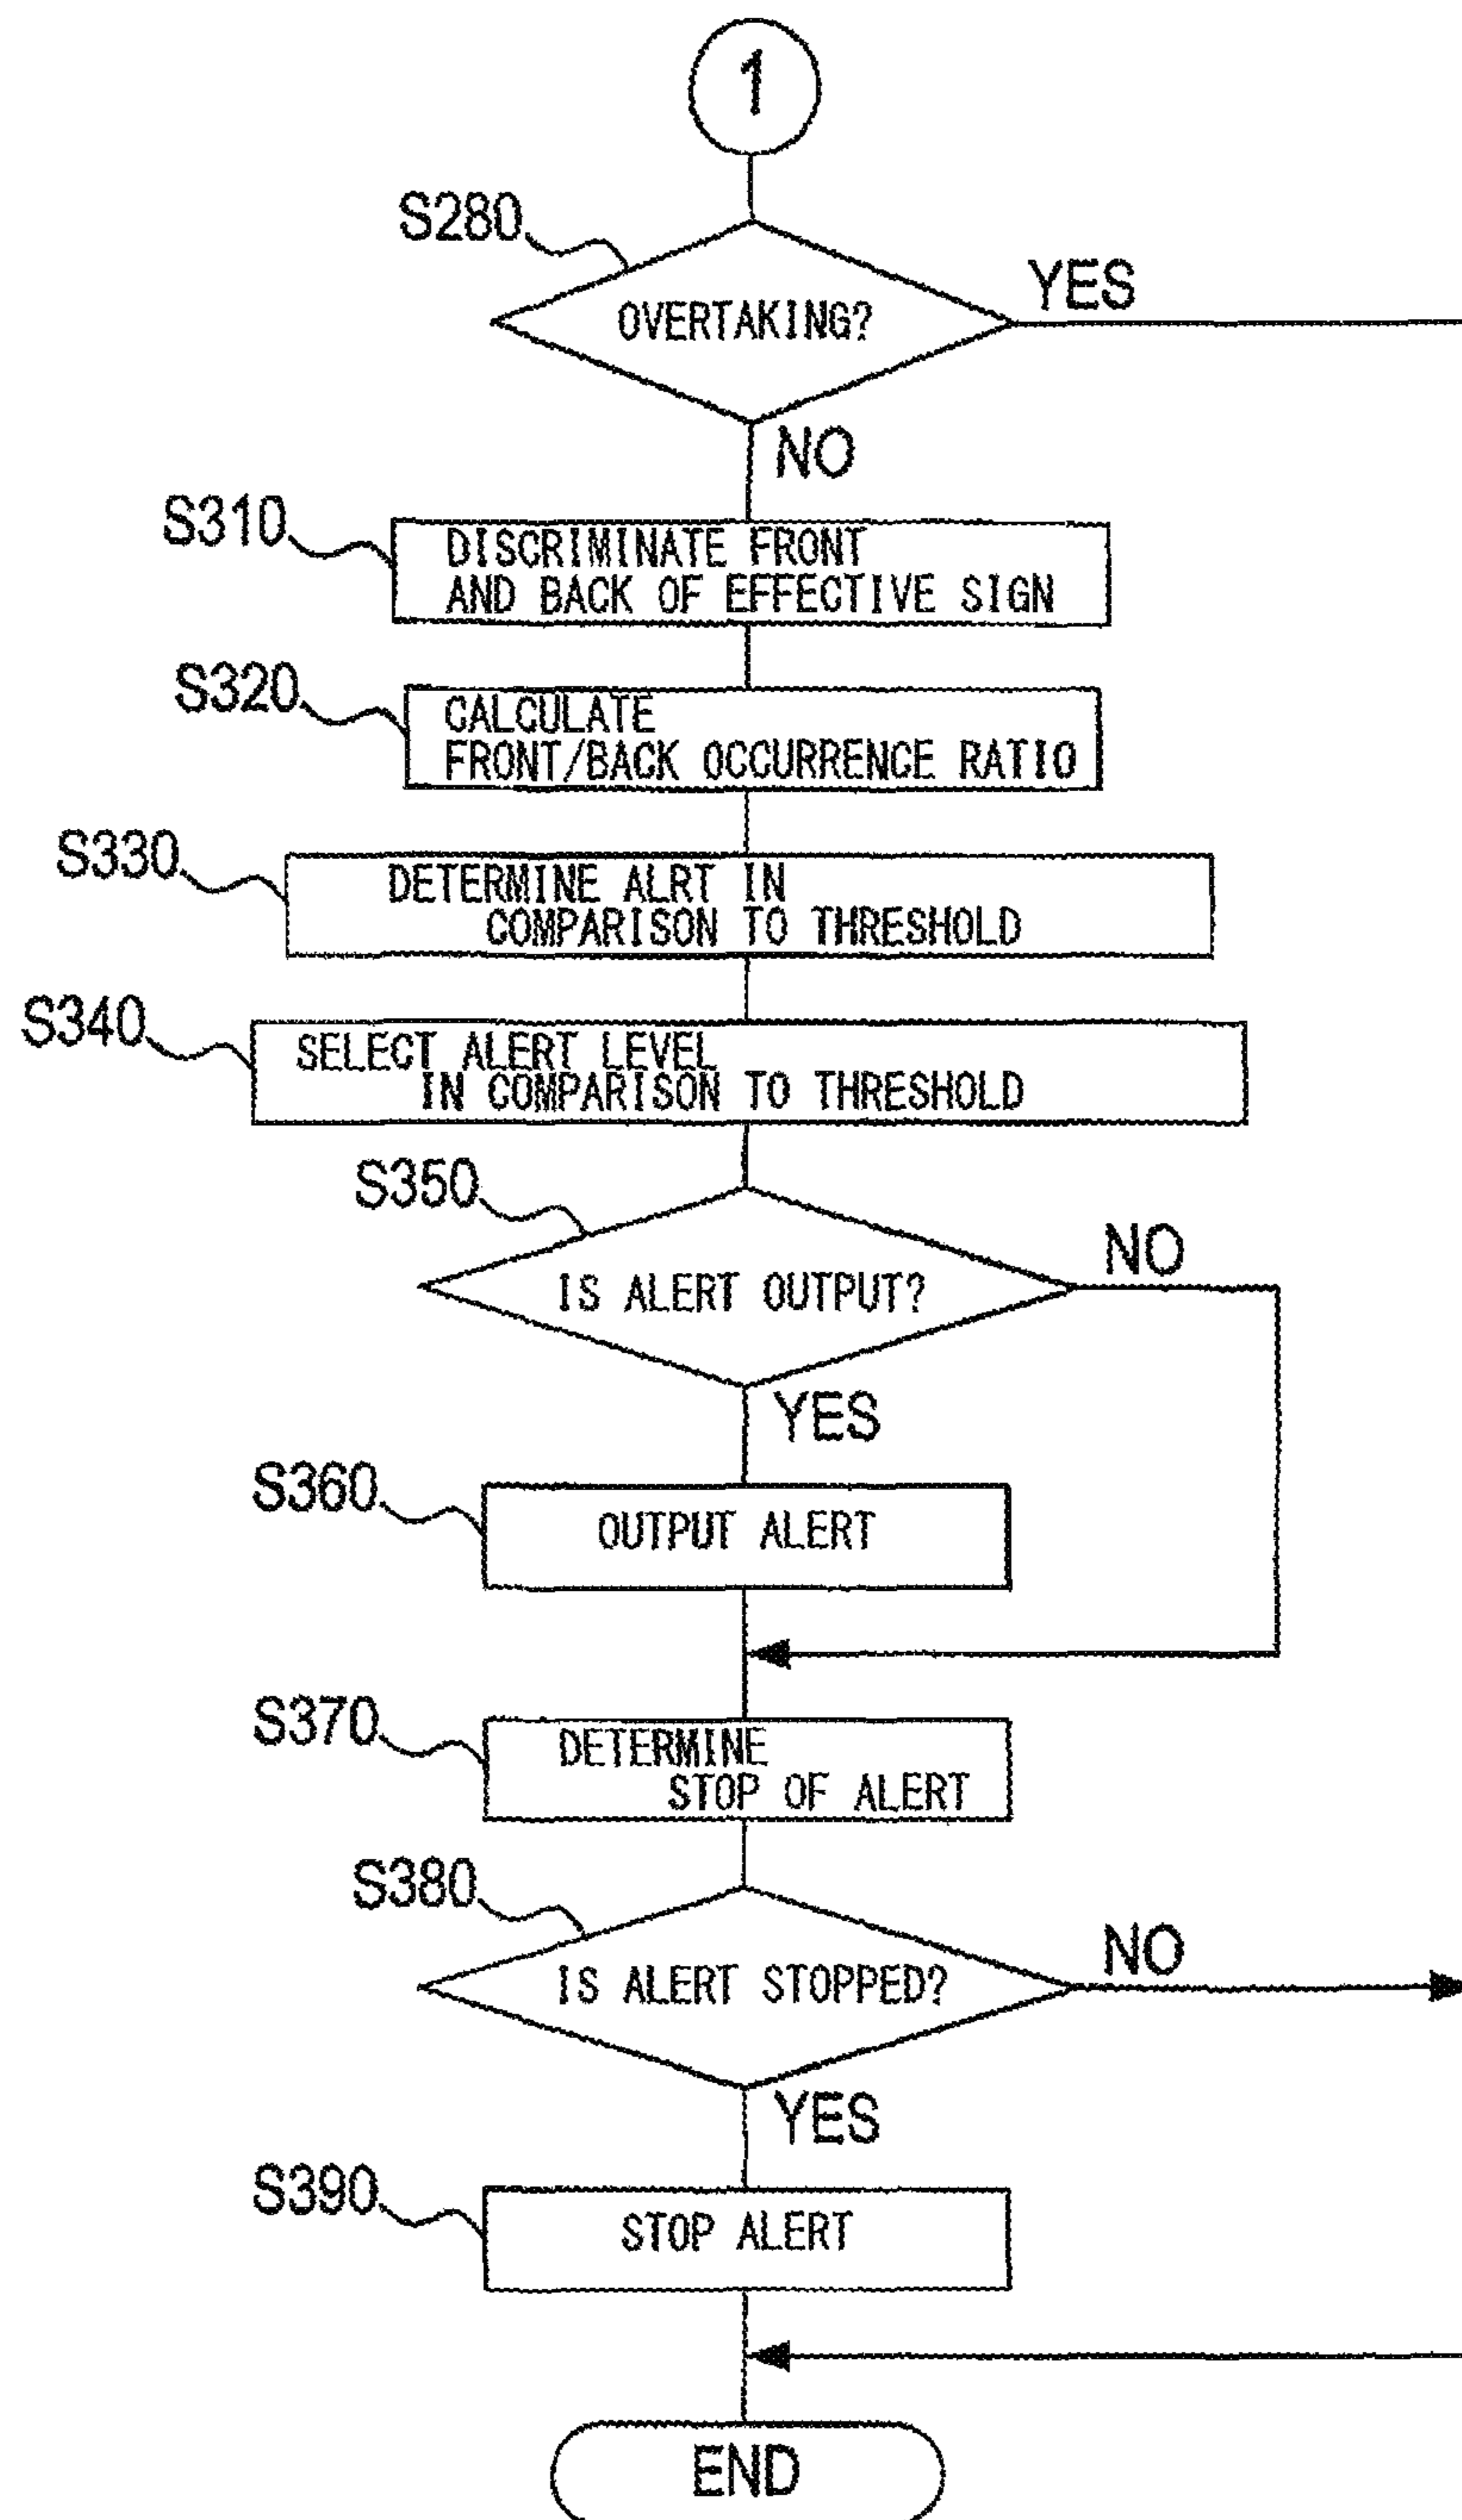 1
S280
OVERTAKING?
YES
NO
S310
DISCRIMINATE FRONT
AND BACK OF EFFECTIVE SIGN
S320
CALCULATE
FRONT/BACK OCCURRENCE RATIO
S330
DETERMINE ALRT IN
COMPARISON TO THRESHOLD
S340
SELECT ALERT LEVEL
IN COMPARISON TO THRESHOLD
S350
IS ALERT OUTPUT?
NO
YES
S360
OUTPUT ALERT
S370
DETERMINE
STOP OF ALERT
S380
IS ALERT STOPPED?
NO
YES
S390
STOP ALERT
END